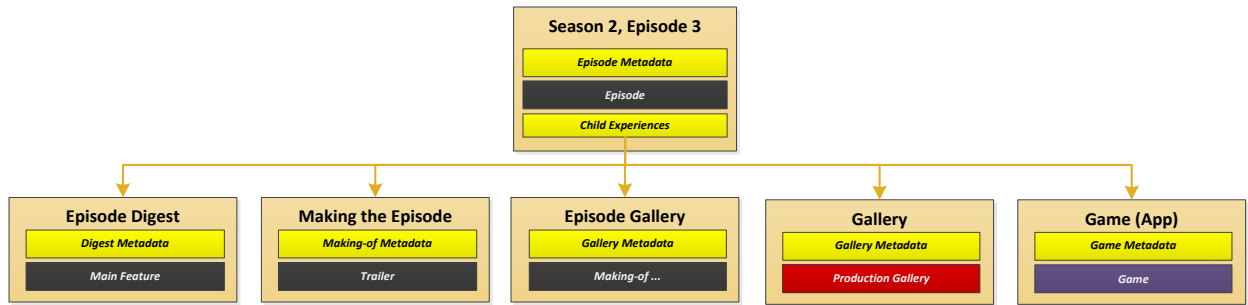 Season 2, Episode 3
Episode Metadata
Episode
Child Experiences
Episode Digest
Digest Metadata
Main Feature
Making the Episode
Making-of Metadata
Trailer
Episode Gallery
Gallery Metadata
Making-of ...
Gallery
Gallery Metadata
Production Gallery
Game (App)
Game Metadata
Game